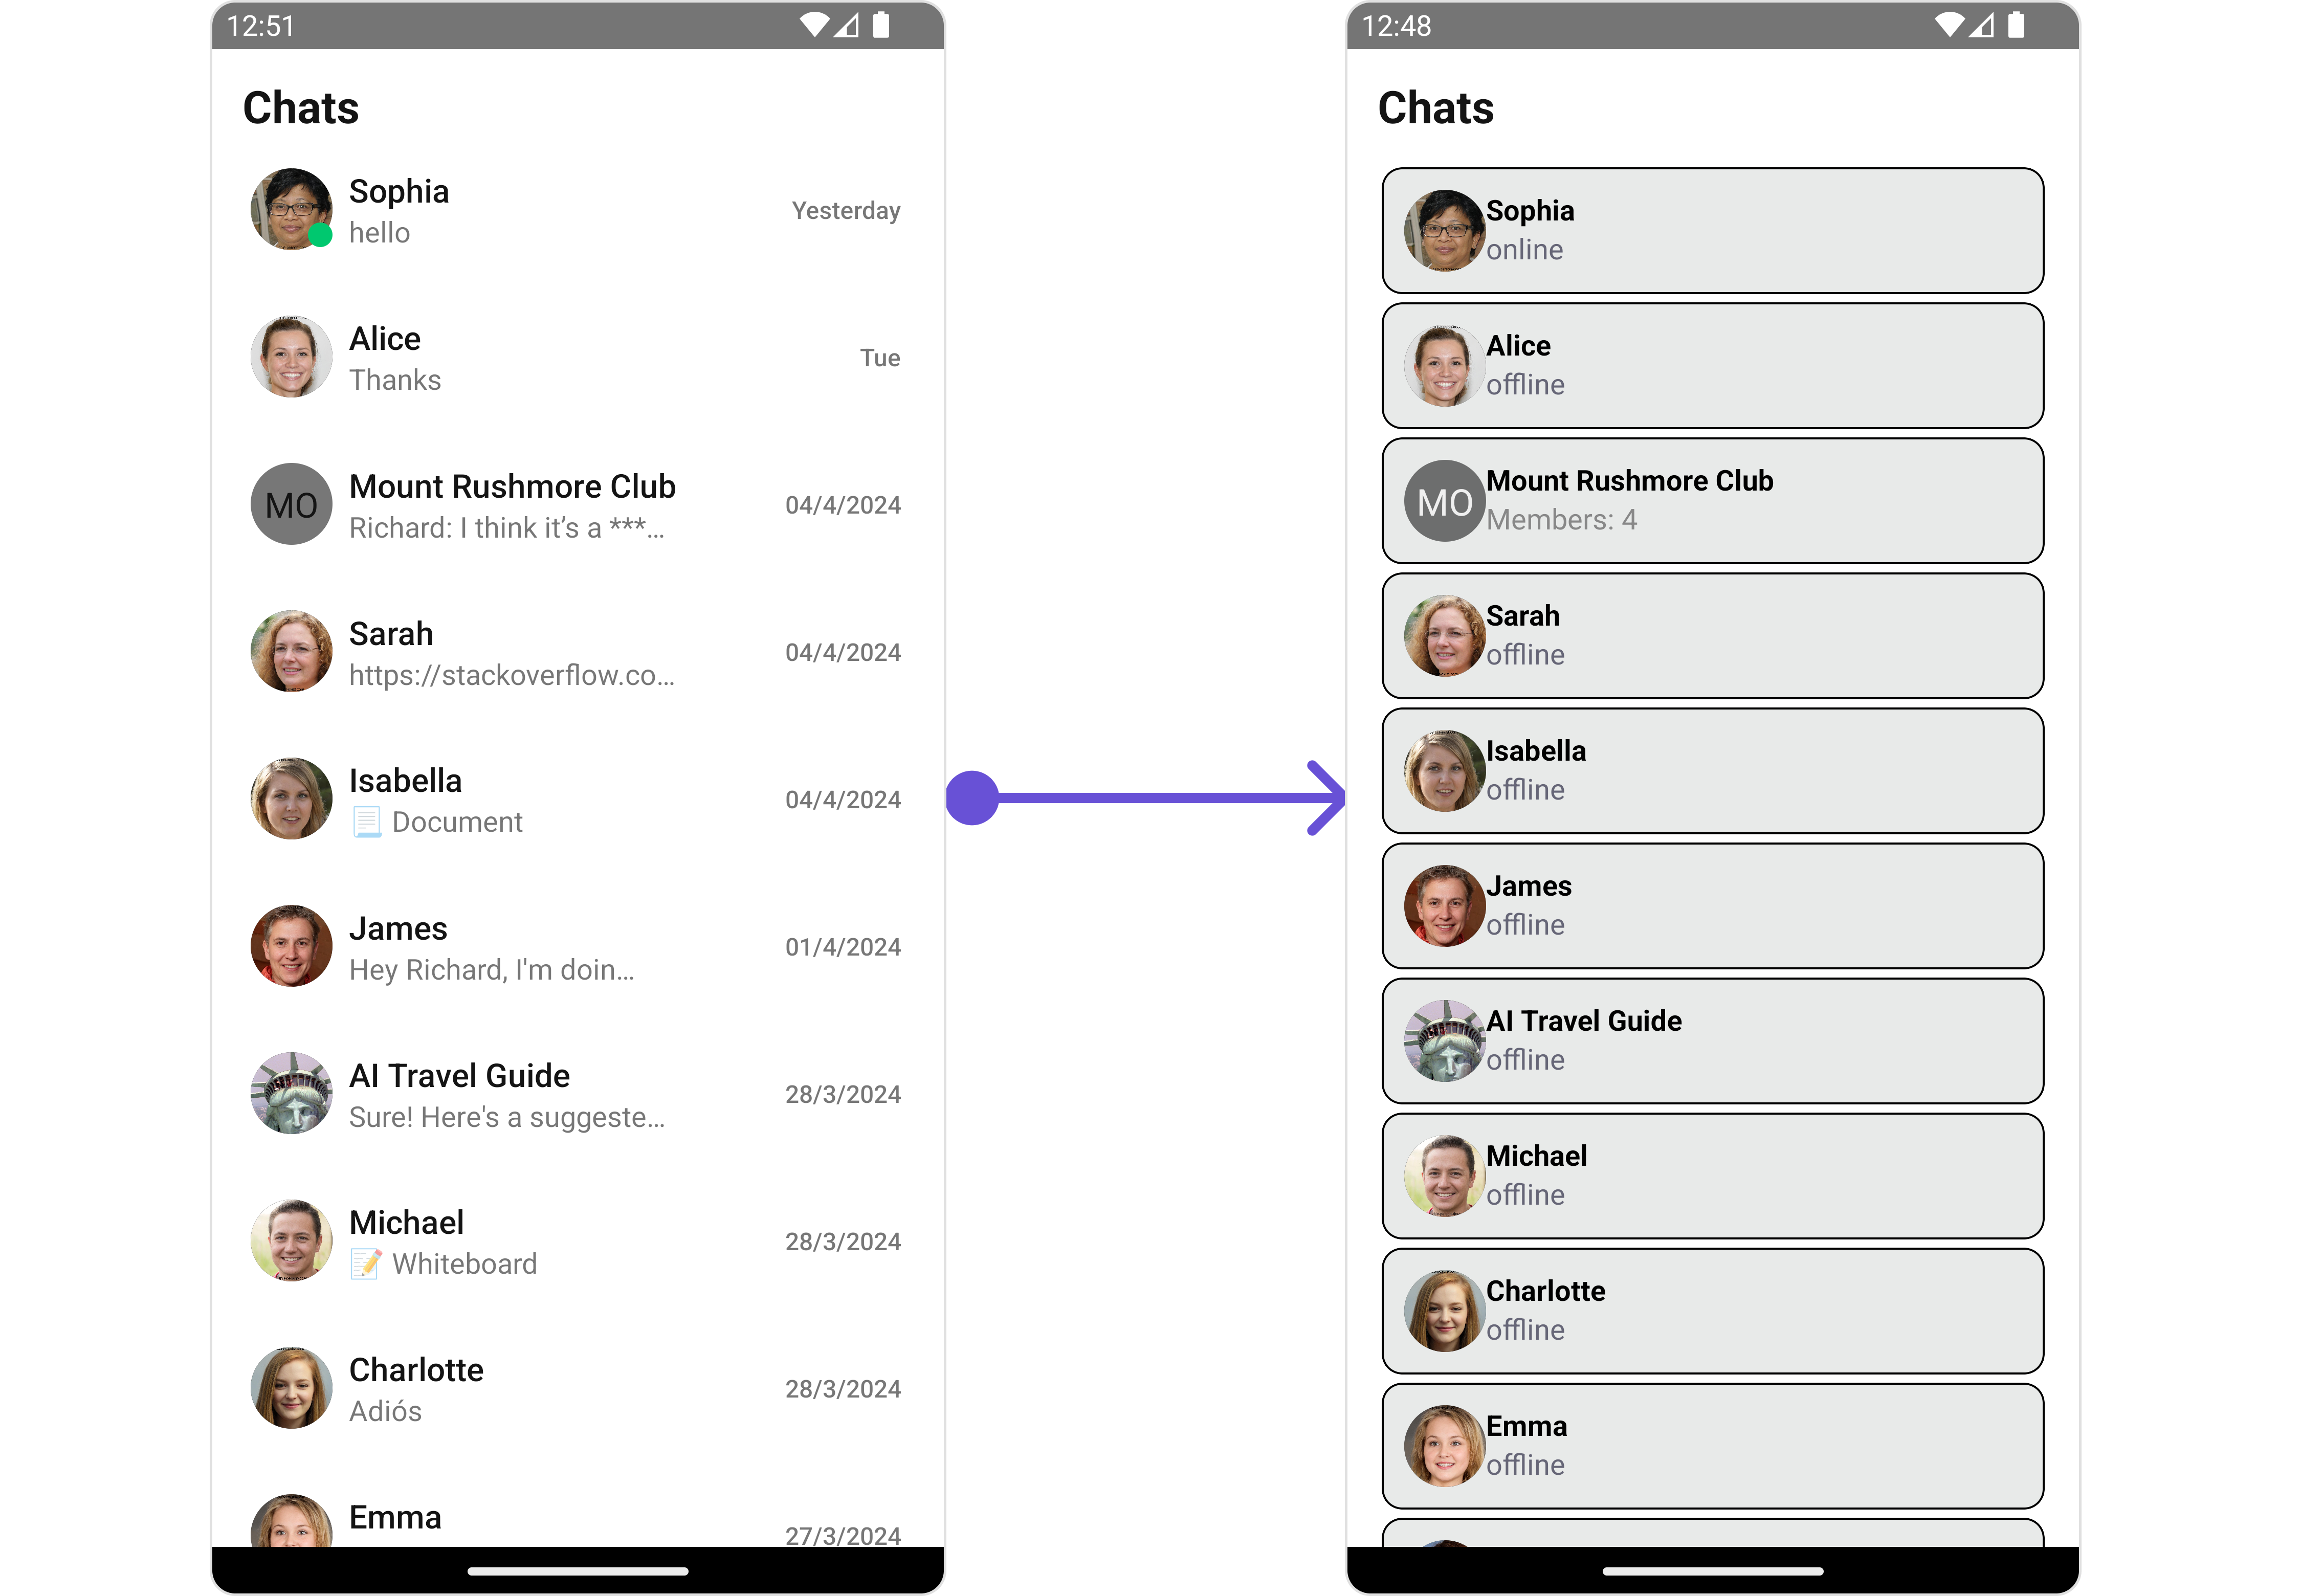 12:51
Chats
Sophia
hello
Yesterday
Alice
Thanks
Tue
MO
Mount Rushmore Club
Richard: I think it’s a ***...
04/4/2024
Sarah
https://stackoverflow.co...
04/4/2024
Isabella
📃 Document
04/4/2024
James
Hey Richard, I'm doin...
01/4/2024
AI Travel Guide
Sure! Here's a suggeste...
28/3/2024
Michael
📝 Whiteboard
28/3/2024
Charlotte
Adiós
28/3/2024
Emma
27/3/2024
12:48
Chats
Sophia
online
Alice
offline
MO
Mount Rushmore Club
Members: 4
Sarah
offline
Isabella
offline
James
offline
AI Travel Guide
offline
Michael
offline
Charlotte
offline
Emma
offline